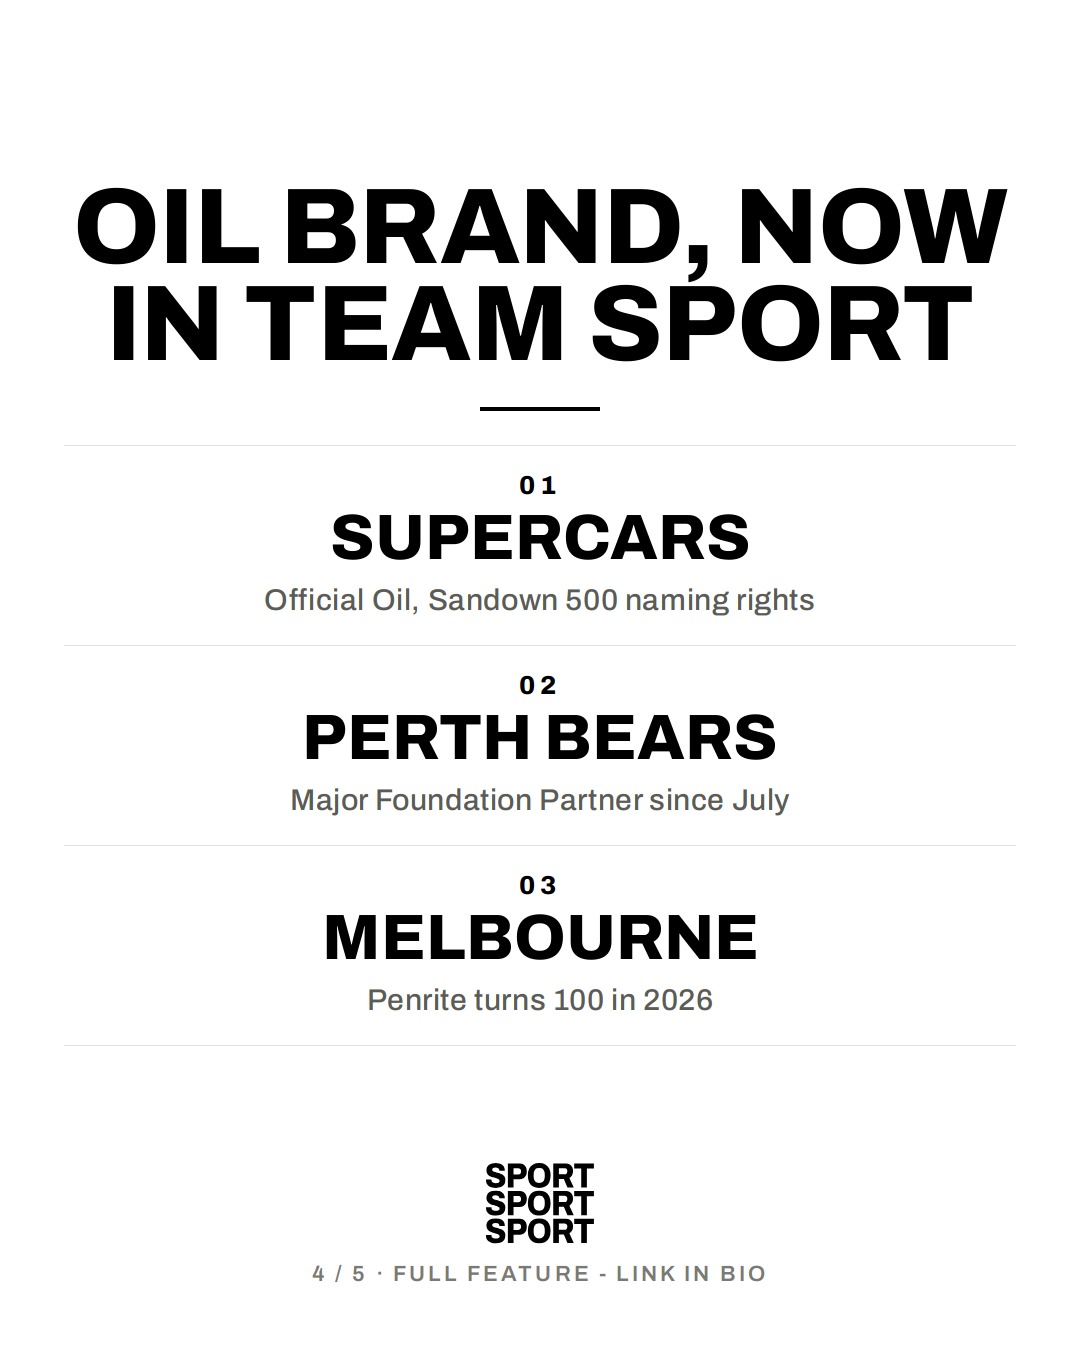 OIL BRAND, NOW
IN TEAM SPORT
01
SUPERCARS
Official Oil, Sandown 500 naming rights
02
PERTH BEARS
Major Foundation Partner since July
03
MELBOURNE
Penrite turns 100 in 2026
SPORT
SPORT
SPORT
4 / 5 · FULL FEATURE - LINK IN BIO